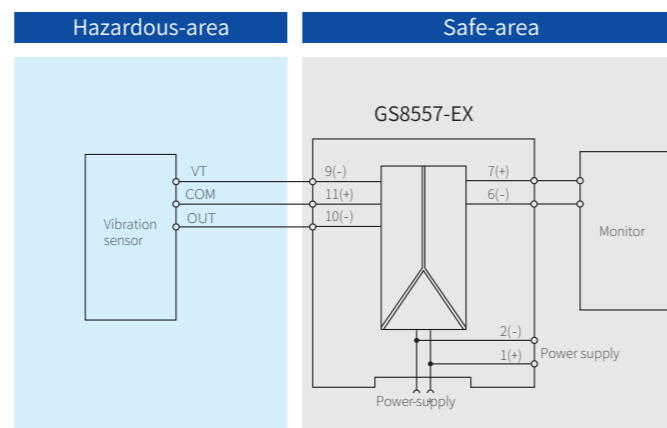 Hazardous-area
Safe-area
GS8557-EX
VT
9(-)
7(+)
COM
11(+)
6(-)
OUT
10(-)
Vibration
sensor
Monitor
2(-)
1(+)
Power supply
Power-supply